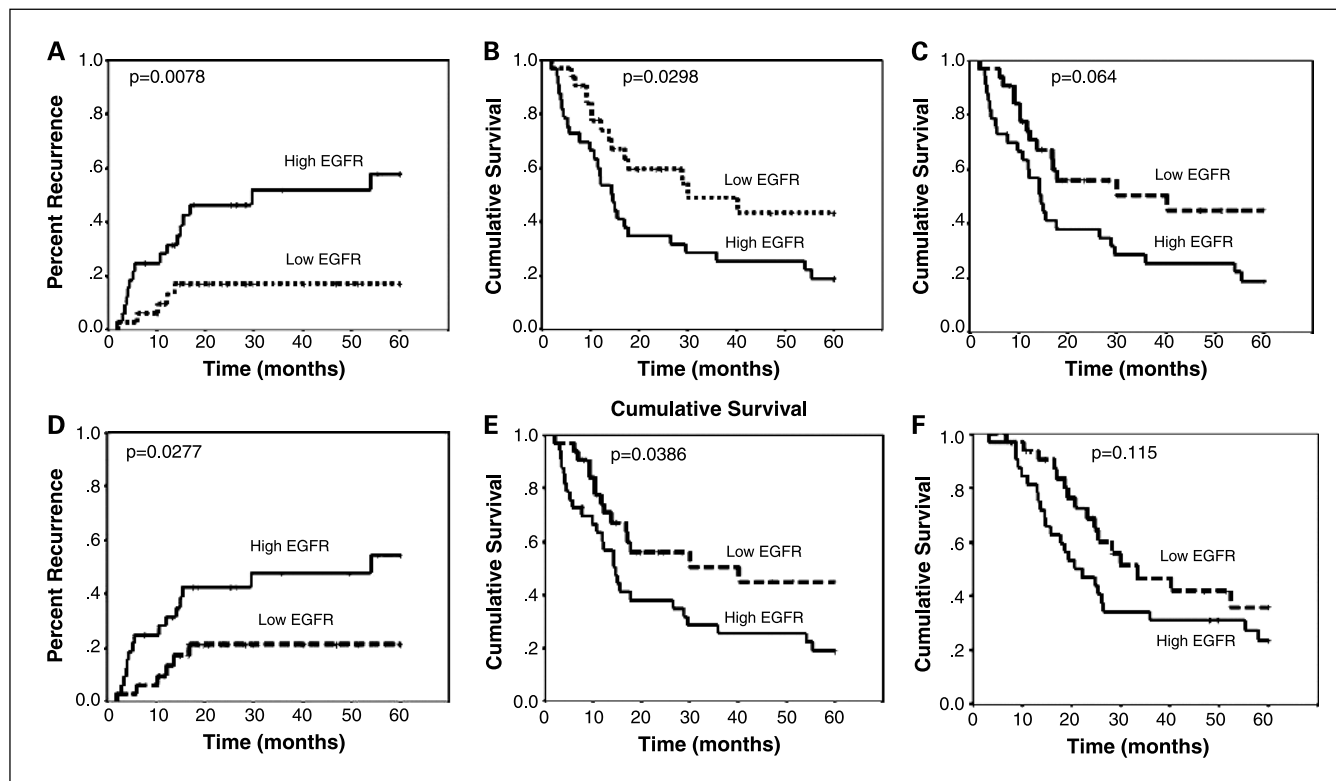 A
p=0.0078
Percent Recurrence
1.0
.8
.6
.4
.2
0.0
High EGFR
Low EGFR
0 10 20 30 40 50 60
Time (months)
B
p=0.0298
Cumulative Survival
1.0
.8
.6
.4
.2
0.0
Low EGFR
High EGFR
0 10 20 30 40 50 60
Time (months)
C
p=0.064
Cumulative Survival
1.0
.8
.6
.4
.2
0.0
Low EGFR
High EGFR
0 10 20 30 40 50 60
Time (months)
D
p=0.0277
Percent Recurrence
1.0
.8
.6
.4
.2
0.0
High EGFR
Low EGFR
0 10 20 30 40 50 60
Time (months)
Cumulative Survival
E
p=0.0386
Cumulative Survival
1.0
.8
.6
.4
.2
0.0
Low EGFR
High EGFR
0 10 20 30 40 50 60
Time (months)
F
p=0.115
Cumulative Survival
1.0
.8
.6
.4
.2
0.0
Low EGFR
High EGFR
0 10 20 30 40 50 60
Time (months)